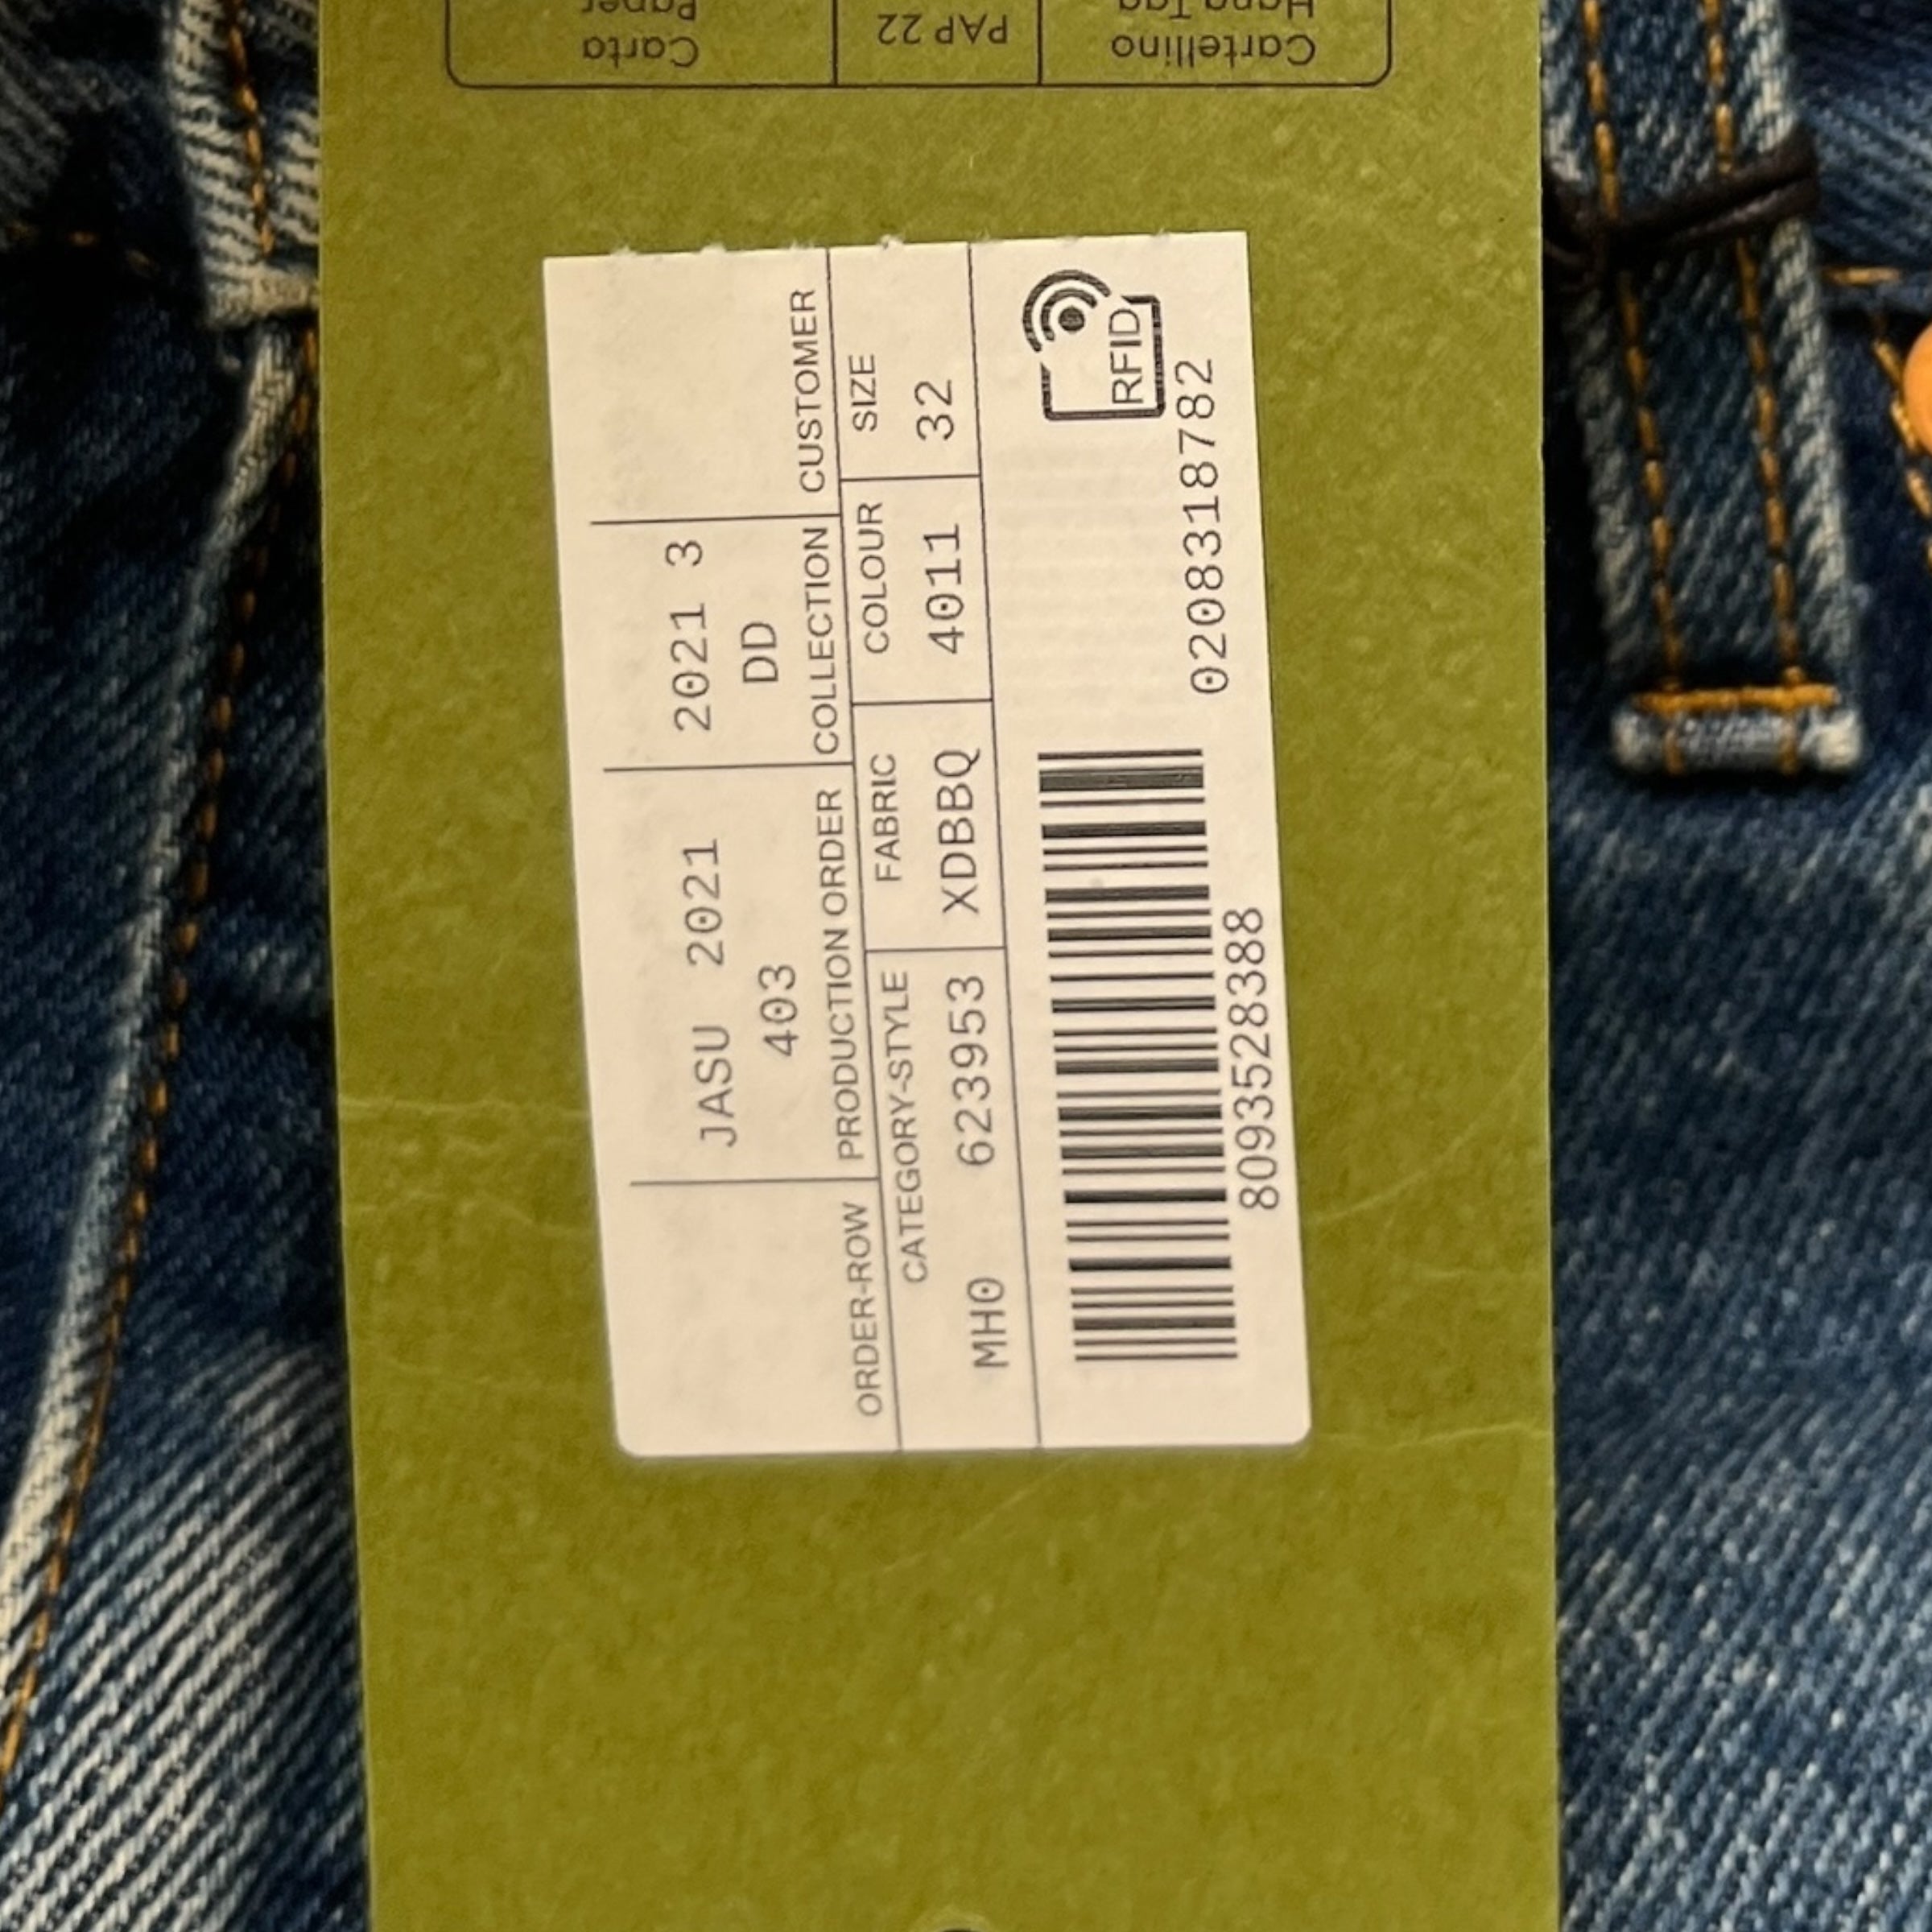 Cartellino PAP 22 Carta
Hang Tag Paper
JASU 2021 2021 3
403 DD
ORDER-ROW PRODUCTION ORDER COLLECTION CUSTOMER
CATEGORY-STYLE FABRIC COLOUR SIZE
MH0 623953 XDBBQ 4011 32
RFID
0208318782
8093528388